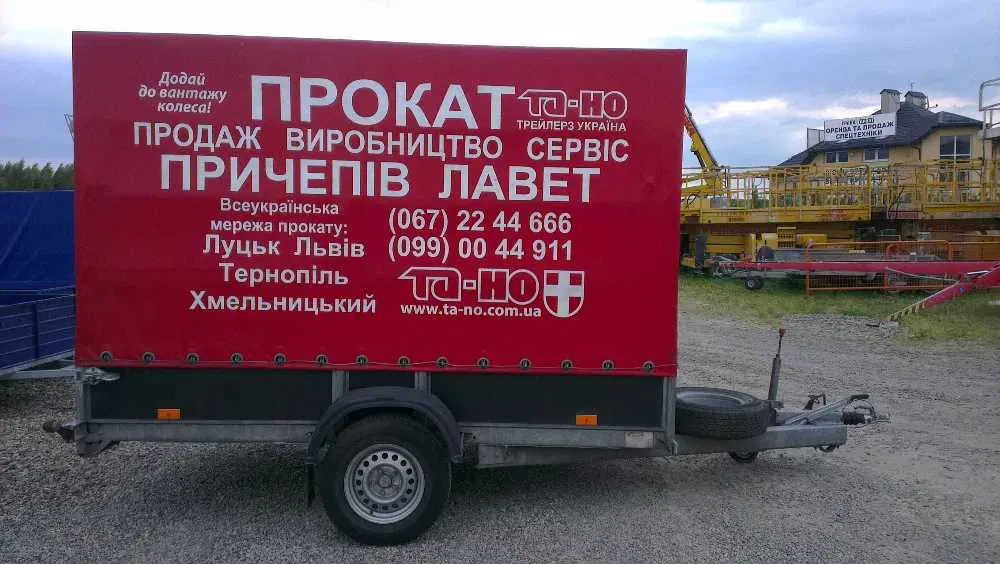 Додай
до вантажу
колеса!
ПРОКАТ
ТА-НО
ТРЕЙЛЕРЗ УКРАЇНА
ПРОДАЖ ВИРОБНИЦТВО СЕРВІС
ПРИЧЕПІВ ЛАВЕТ
Всеукраїнська
мережа прокату:
(067) 22 44 666
Луцьк Львів
(099) 00 44 911
Тернопіль
Хмельницький
ТА-НО
www.ta-no.com.ua
ОРЕНДА ТА ПРОДАЖ
СПЕЦТЕХНІКИ